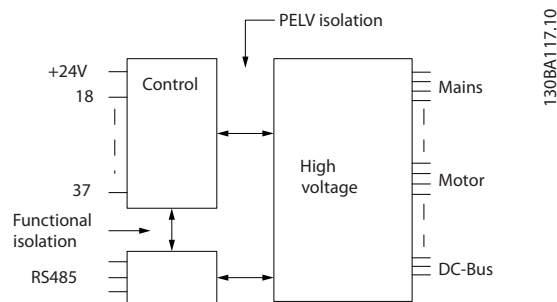 PELV isolation
+24V
Control
18
37
High
voltage
Mains
Motor
DC-Bus
Functional
isolation
RS485
130BA117.10